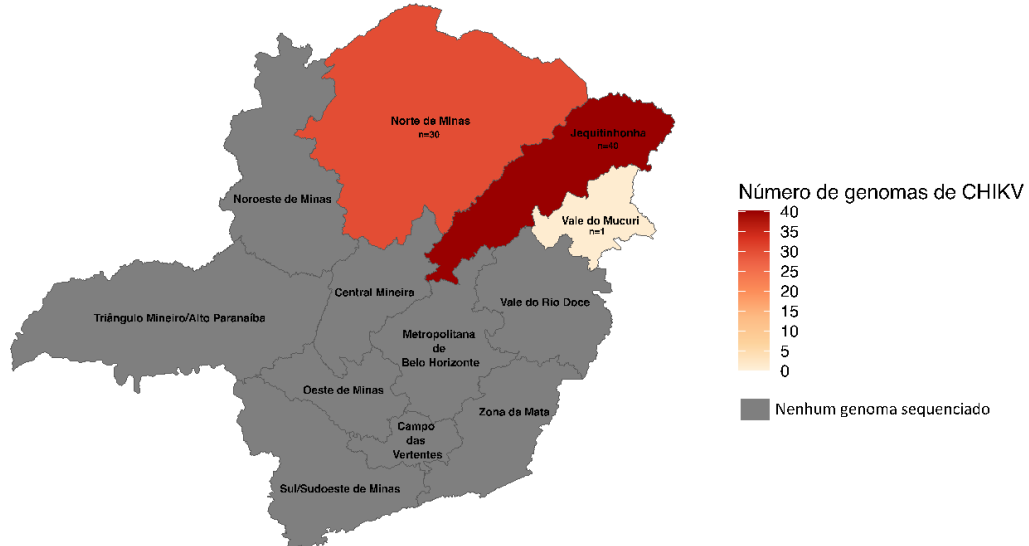 Norte de Minas
n=30
Jequitinhonha
n=40
Noroeste de Minas
Vale do Mucuri
n=1
Central Mineira
Vale do Rio Doce
Triângulo Mineiro/Alto Paranaíba
Metropolitana
de
Belo Horizonte
Oeste de Minas
Zona da Mata
Campo
das
Vertentes
Sul/Sudoeste de Minas
Número de genomas de CHIKV
40
35
30
25
20
15
10
5
0
Nenhum genoma sequenciado